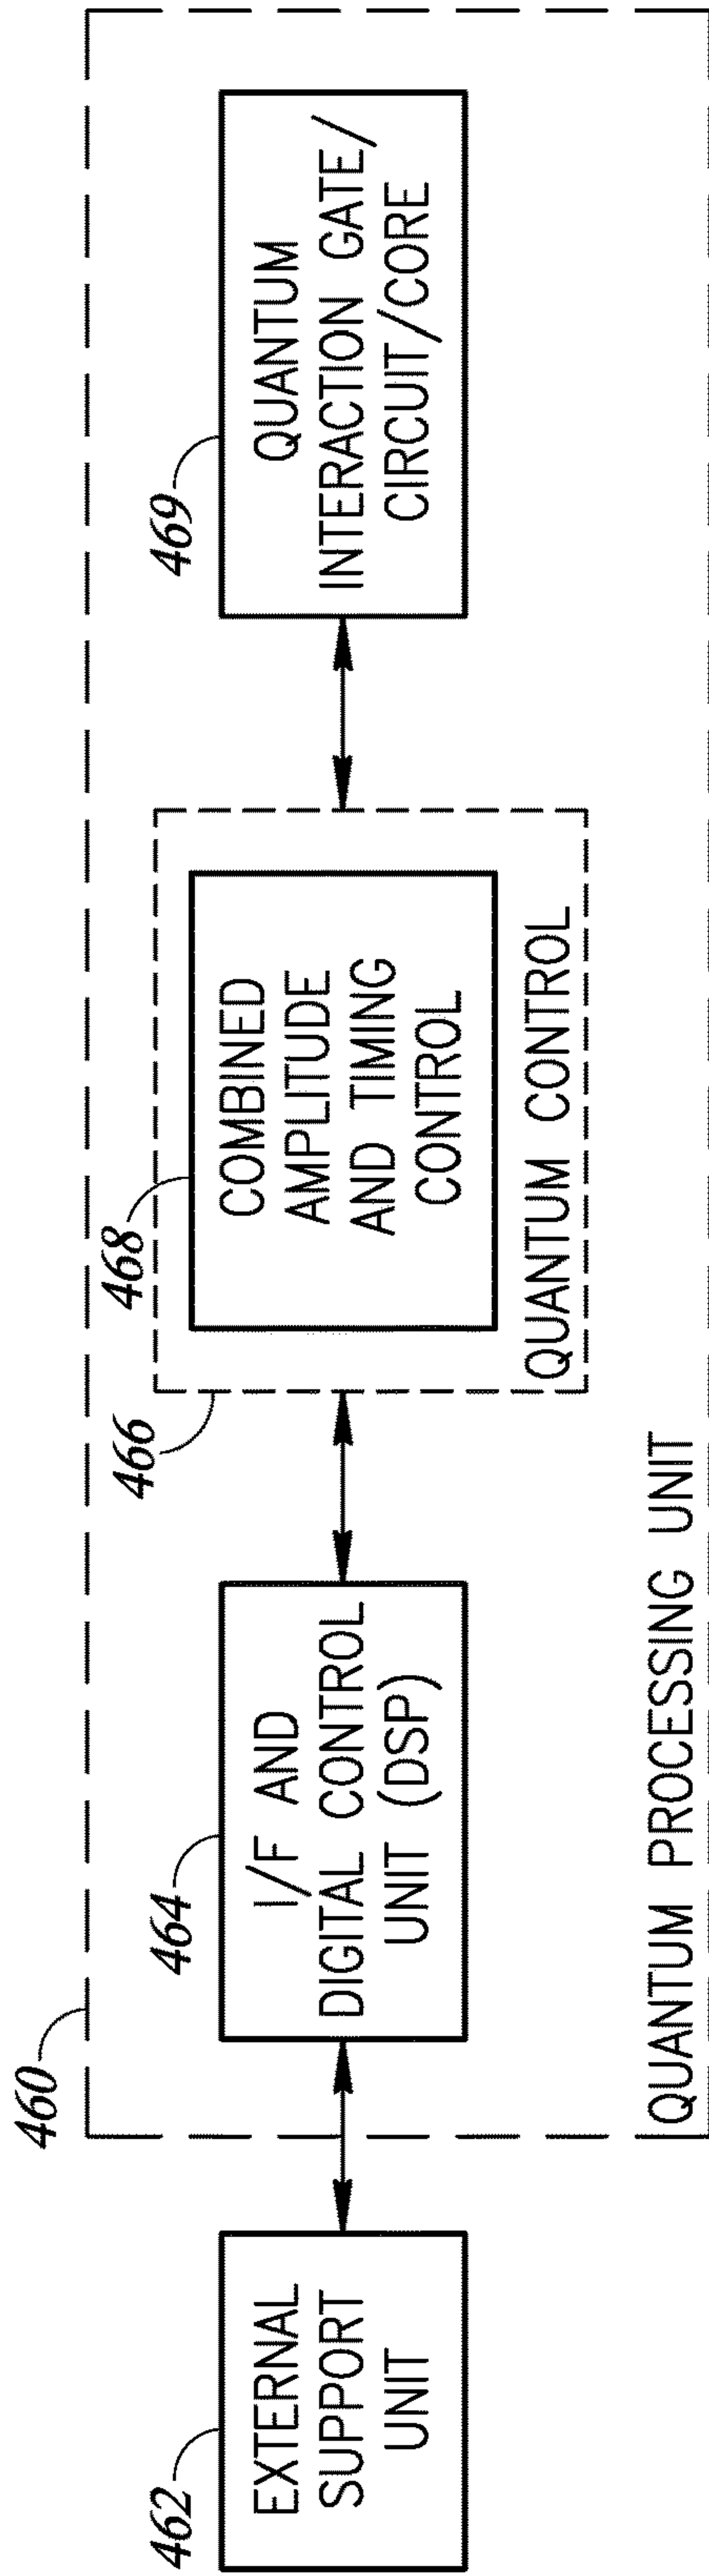 460
462
EXTERNAL
SUPPORT
UNIT
464
I/F AND
DIGITAL CONTROL
UNIT (DSP)
466
468
COMBINED
AMPLITUDE
AND TIMING
CONTROL
QUANTUM CONTROL
469
QUANTUM
INTERACTION GATE/
CIRCUIT/CORE
QUANTUM PROCESSING UNIT